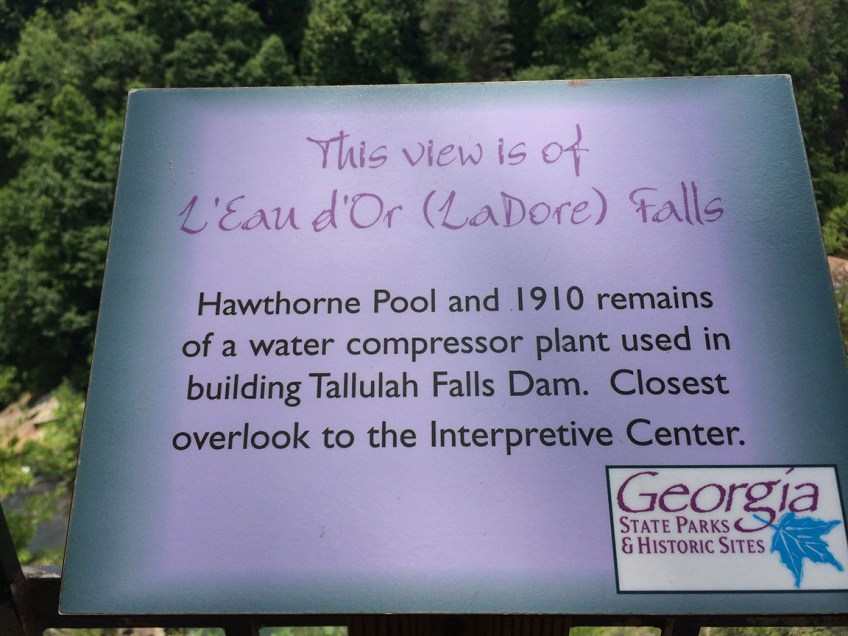 This view is of
L'Eau d'Or (LaDore) Falls
Hawthorne Pool and 1910 remains
of a water compressor plant used in
building Tallulah Falls Dam. Closest
overlook to the Interpretive Center.
Georgia
STATE PARKS
& HISTORIC SITES